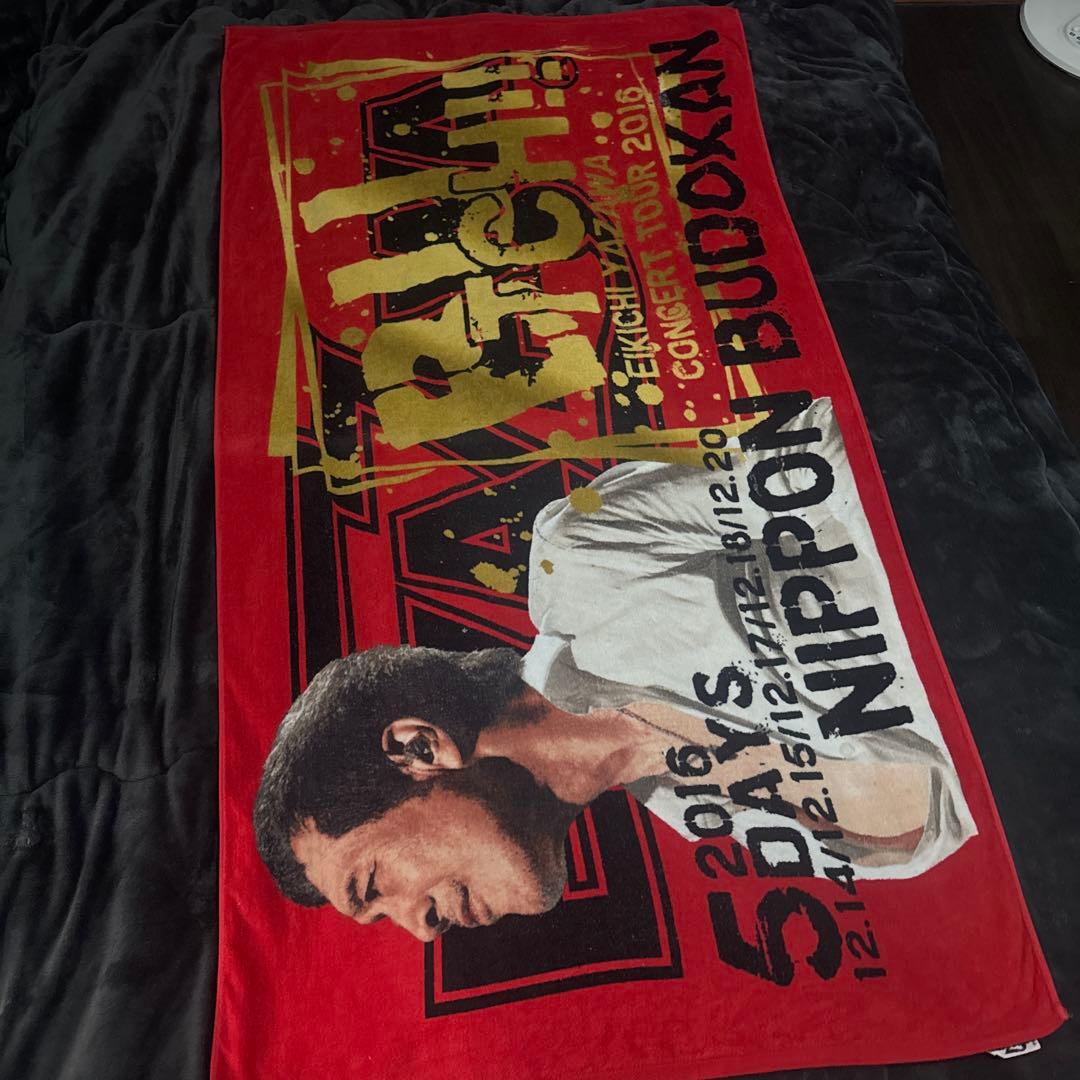 BUTCH!!
EIKICHI YAZAWA
CONCERT TOUR 2016
2016
5DAYS
12.14/12.15/12.17/12.18/12.20
NIPPON BUDOKAN